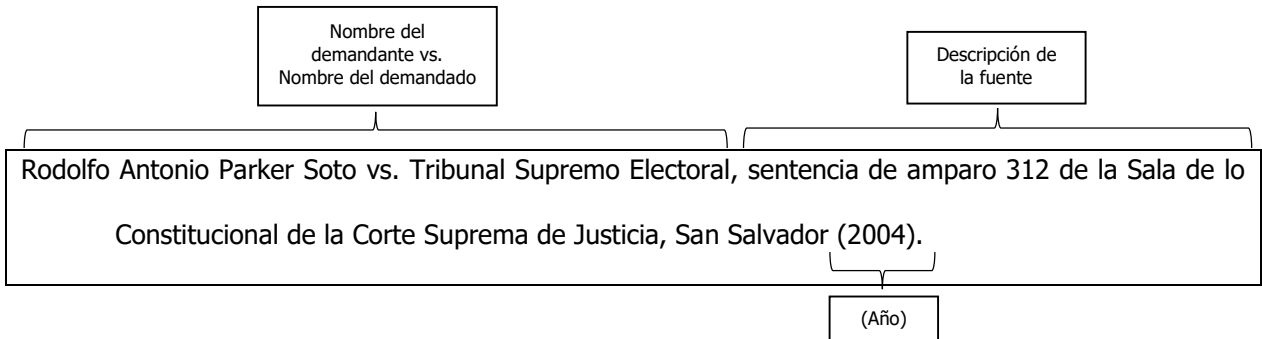 Nombre del
demandante vs.
Nombre del demandado
Descripción de
la fuente
Rodolfo Antonio Parker Soto vs. Tribunal Supremo Electoral, sentencia de amparo 312 de la Sala de lo
Constitucional de la Corte Suprema de Justicia, San Salvador (2004).
(Año)